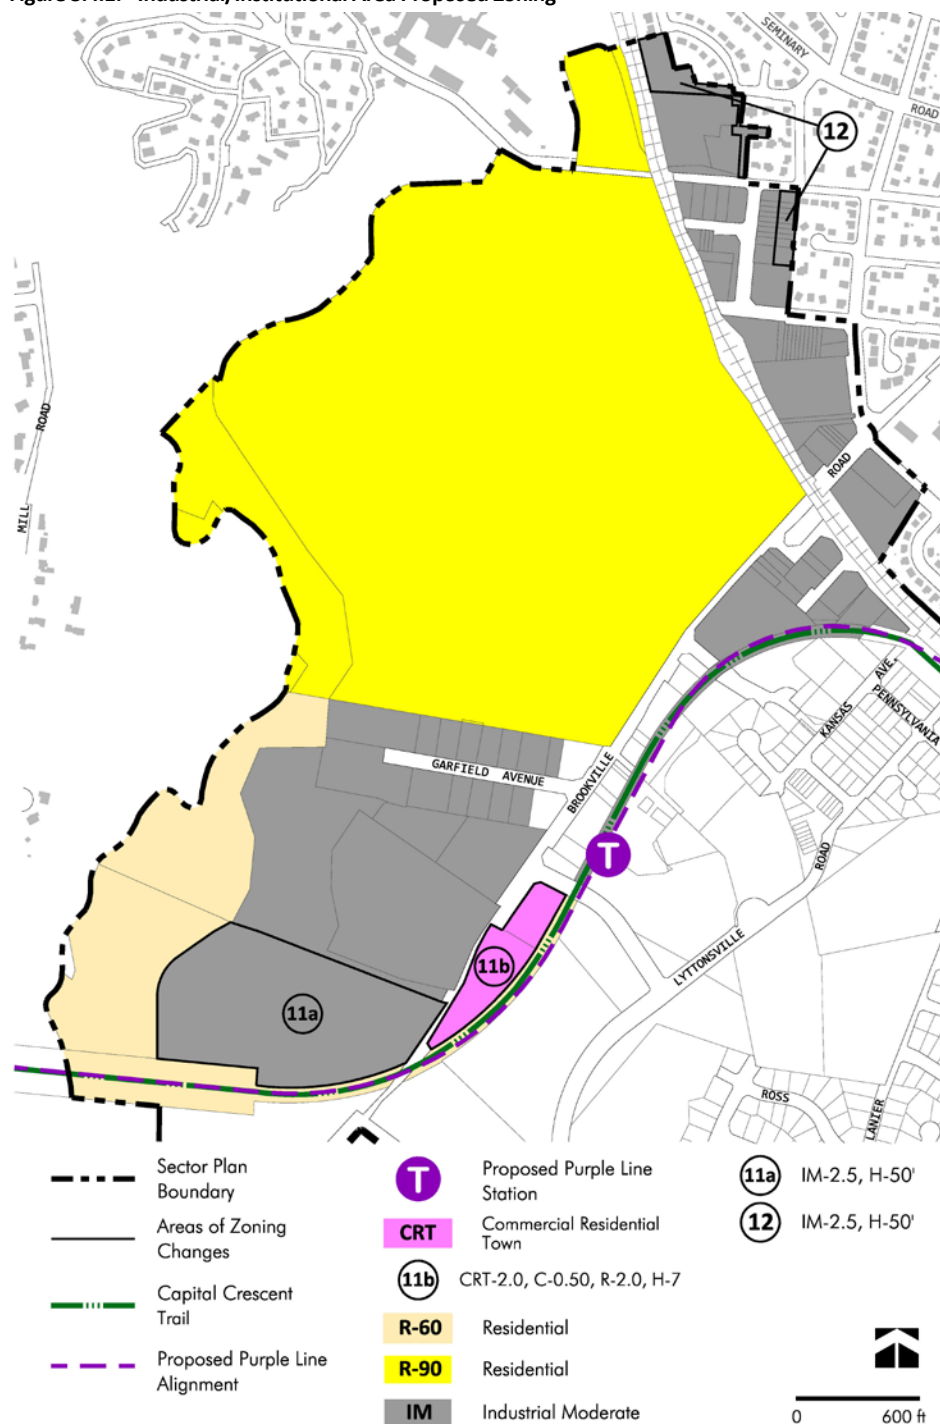 SEMINARY
ROAD
12
ROAD
MILL
ROAD
KANSAS AVE.
PENNSYLVANIA
GARFIELD AVENUE
BROOKVILLE
T
ROAD
LYTTONSVILLE
11b
11a
ROSS
LANIER
Sector Plan
Boundary
Areas of Zoning
Changes
Capital Crescent
Trail
Proposed Purple Line
Alignment
T
Proposed Purple Line
Station
CRT
Commercial Residential
Town
11b
CRT-2.0, C-0.50, R-2.0, H-7
R-60
Residential
R-90
Residential
IM
Industrial Moderate
11a
IM-2.5, H-50'
12
IM-2.5, H-50'
0 600 ft